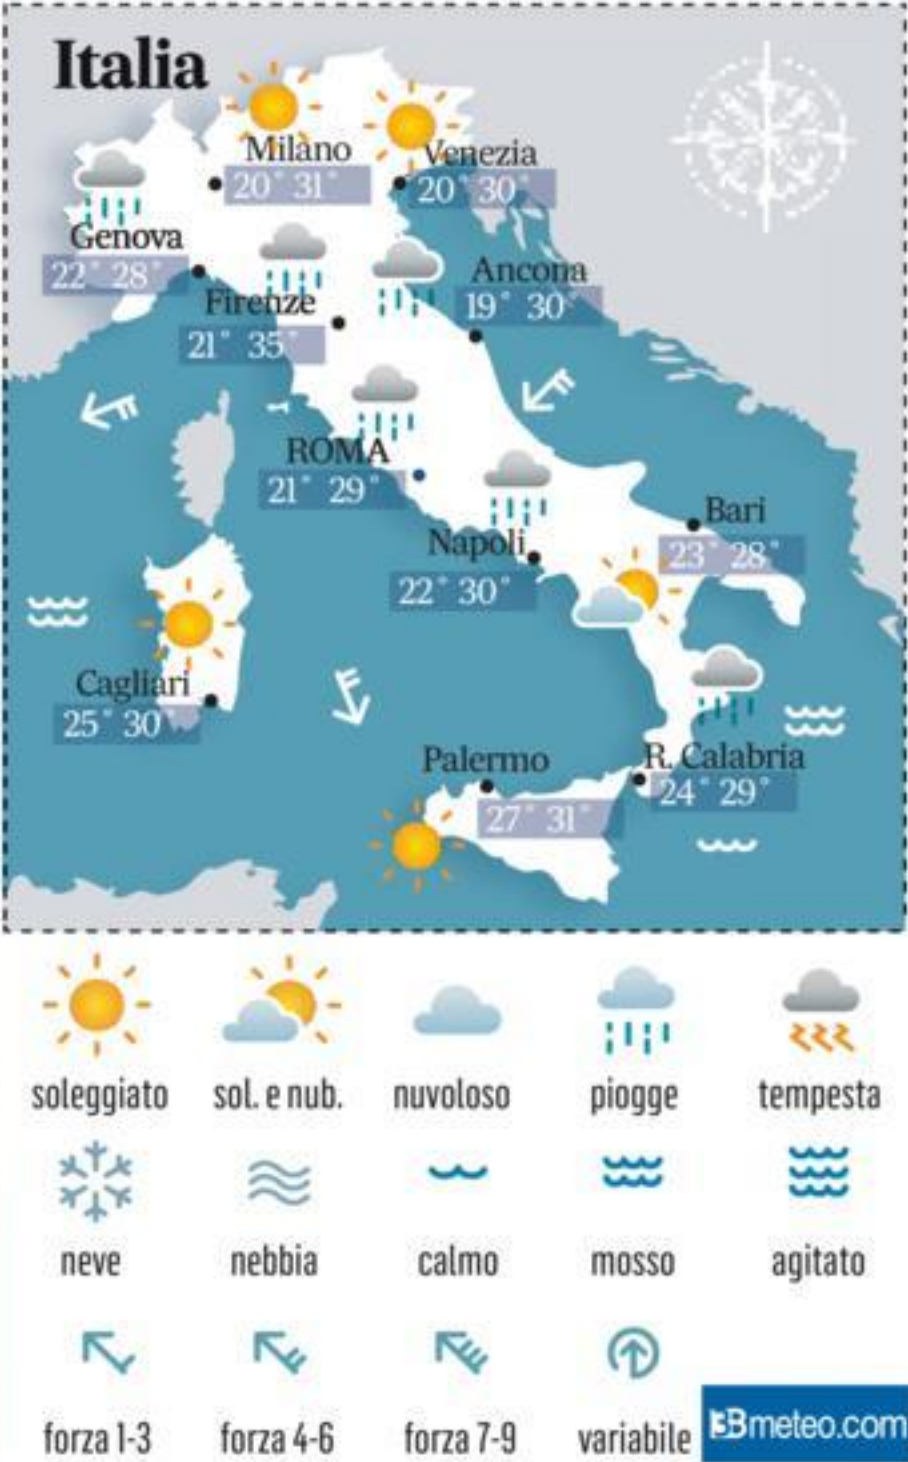 Italia
Milano
20° 31°
Venezia
20° 30°
Genova
22° 28°
Ancona
19° 30°
Firenze
21° 35°
ROMA
21° 29°
Bari
23° 28°
Napoli
22° 30°
Cagliari
25° 30°
Palermo
27° 31°
R. Calabria
24° 29°
soleggiato
sol. e nub.
nuvoloso
piogge
tempesta
neve
nebbia
calmo
mosso
agitato
forza 1-3
forza 4-6
forza 7-9
variabile
3Bmeteo.com